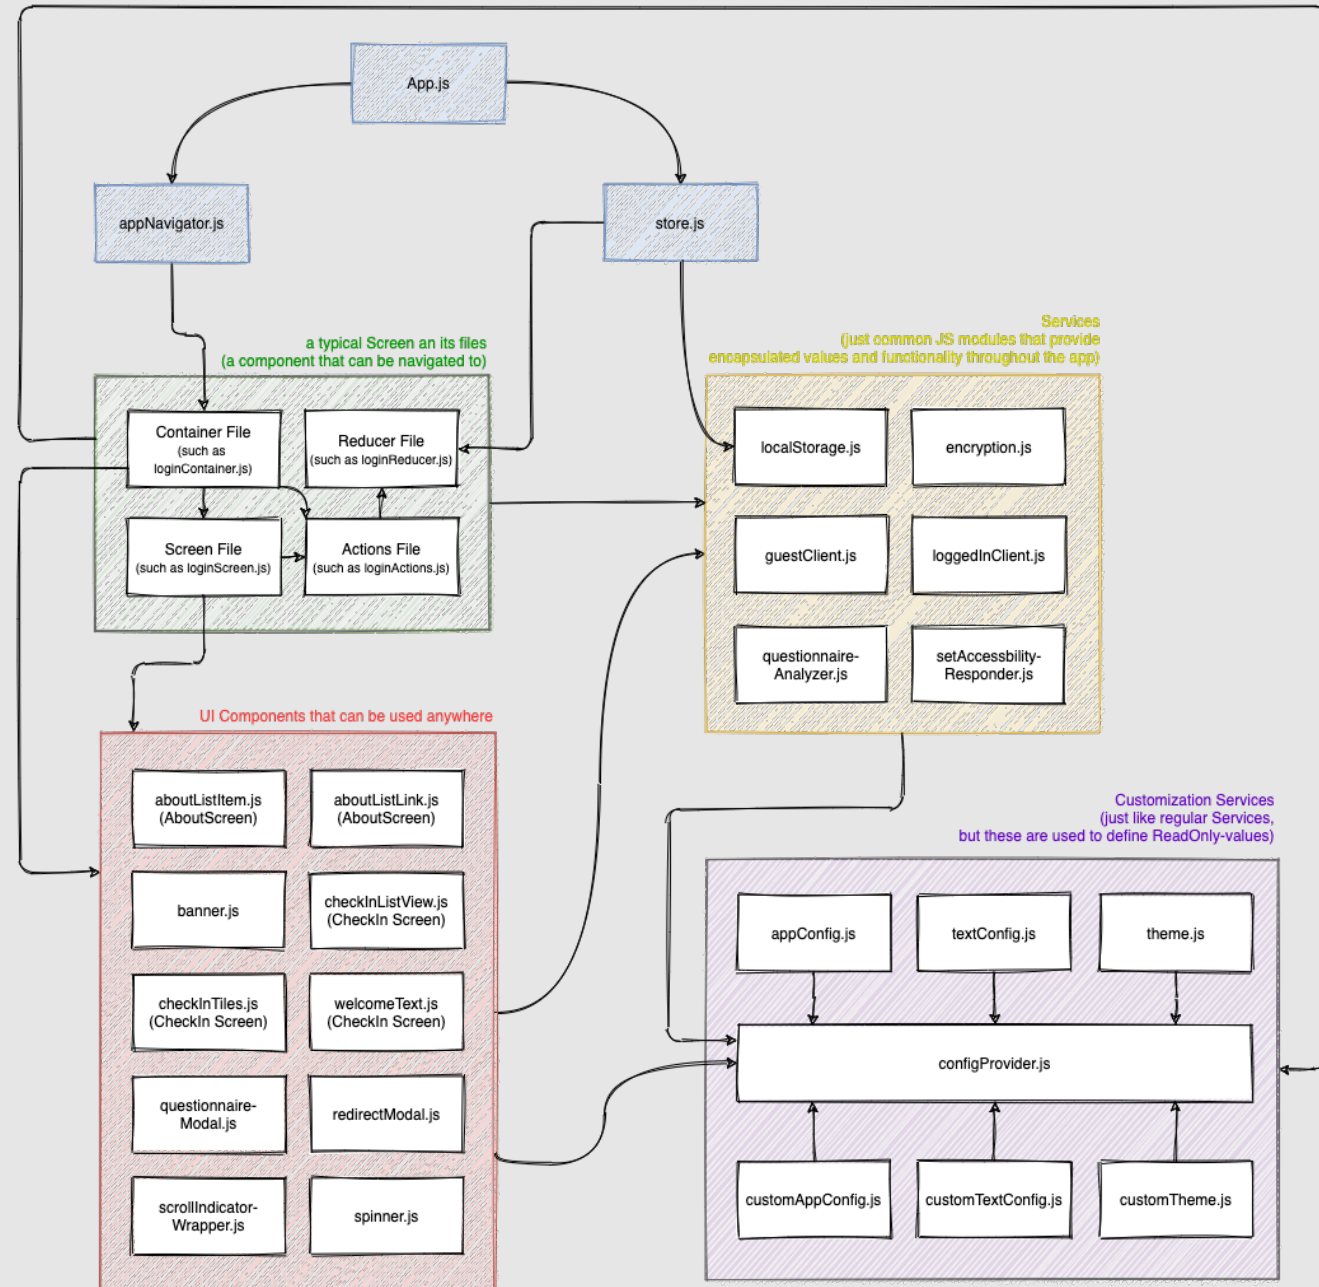 App.js
appNavigator.js
store.js
a typical Screen an its files
(a component that can be navigated to)
Container File
(such as
loginContainer.js)
Reducer File
(such as loginReducer.js)
Screen File
(such as loginScreen.js)
Actions File
(such as loginActions.js)
Services
(just common JS modules that provide
encapsulated values and functionality throughout the app)
localStorage.js
encryption.js
guestClient.js
loggedInClient.js
questionnaire-
Analyzer.js
setAccessbility-
Responder.js
UI Components that can be used anywhere
aboutListItem.js
(AboutScreen)
aboutListLink.js
(AboutScreen)
banner.js
checkInListView.js
(CheckIn Screen)
checkInTiles.js
(CheckIn Screen)
welcomeText.js
(CheckIn Screen)
questionnaire-
Modal.js
redirectModal.js
scrollIndicator-
Wrapper.js
spinner.js
Customization Services
(just like regular Services,
but these are used to define ReadOnly-values)
appConfig.js
textConfig.js
theme.js
configProvider.js
customAppConfig.js
customTextConfig.js
customTheme.js